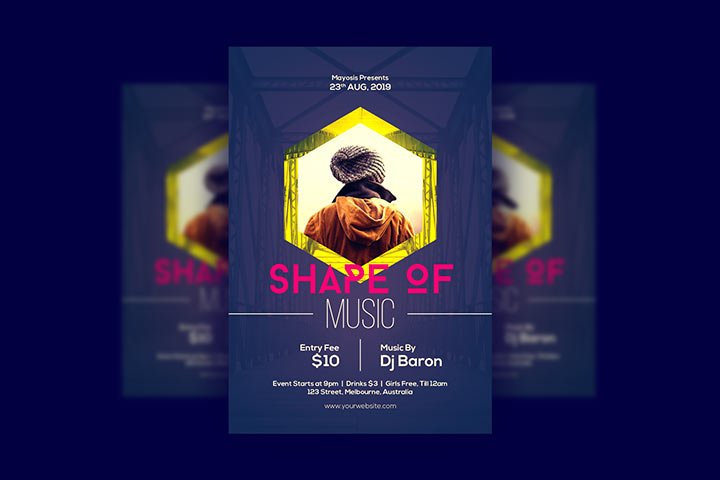 Mayosis Presents
23th AUG, 2019
SHAPE OF
MUSIC
Entry Fee
$10
Music By
Dj Baron
Event Starts at 9pm | Drinks $3 | Girls Free, Till 12am
123 Street, Melbourne, Australia
www.yourwebsite.com